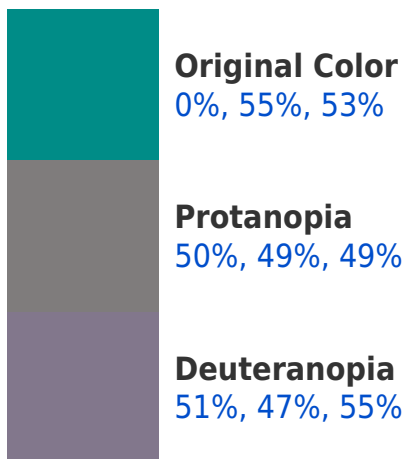 Original Color
0%, 55%, 53%
Protanopia
50%, 49%, 49%
Deuteranopia
51%, 47%, 55%